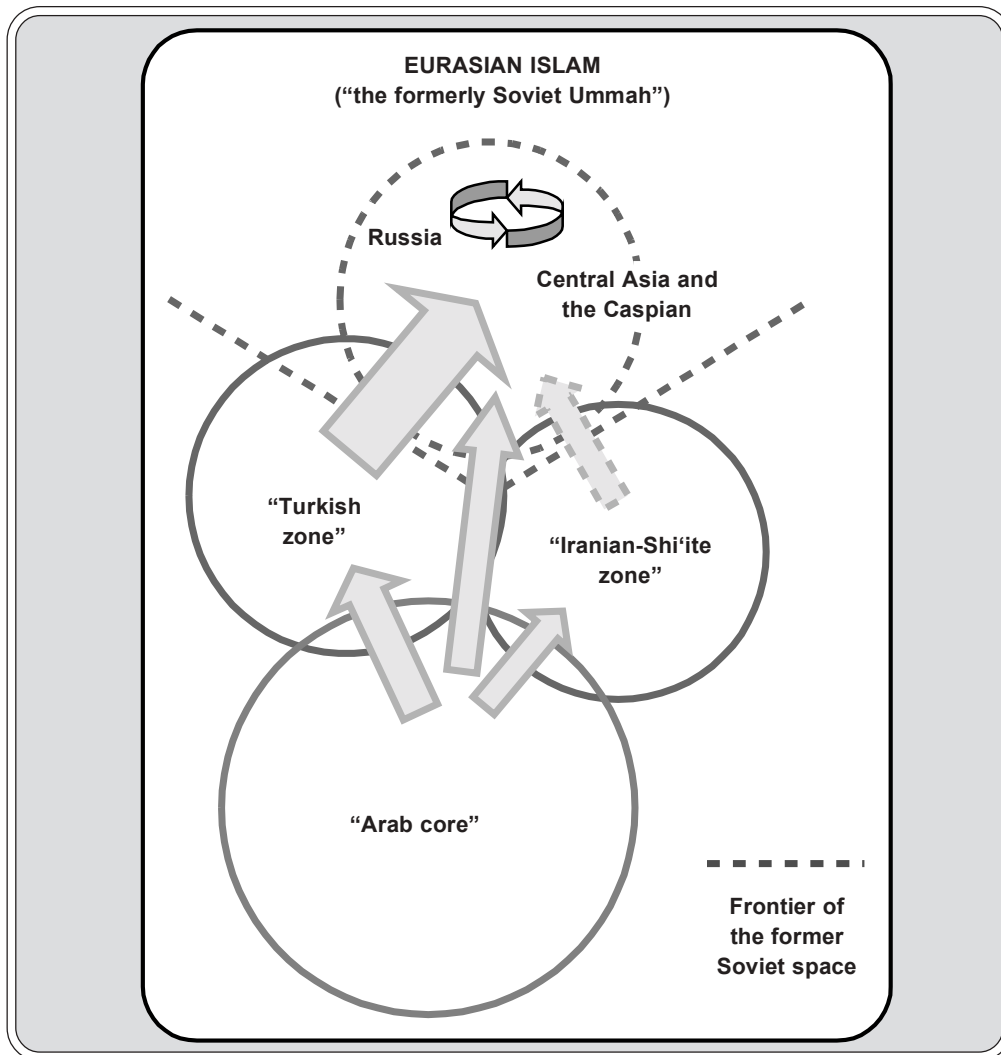 EURASIAN ISLAM
(“the formerly Soviet Ummah”)
Russia
Central Asia and
the Caspian
“Turkish
zone”
“Iranian-Shi‘ite
zone”
“Arab core”
Frontier of
the former
Soviet space